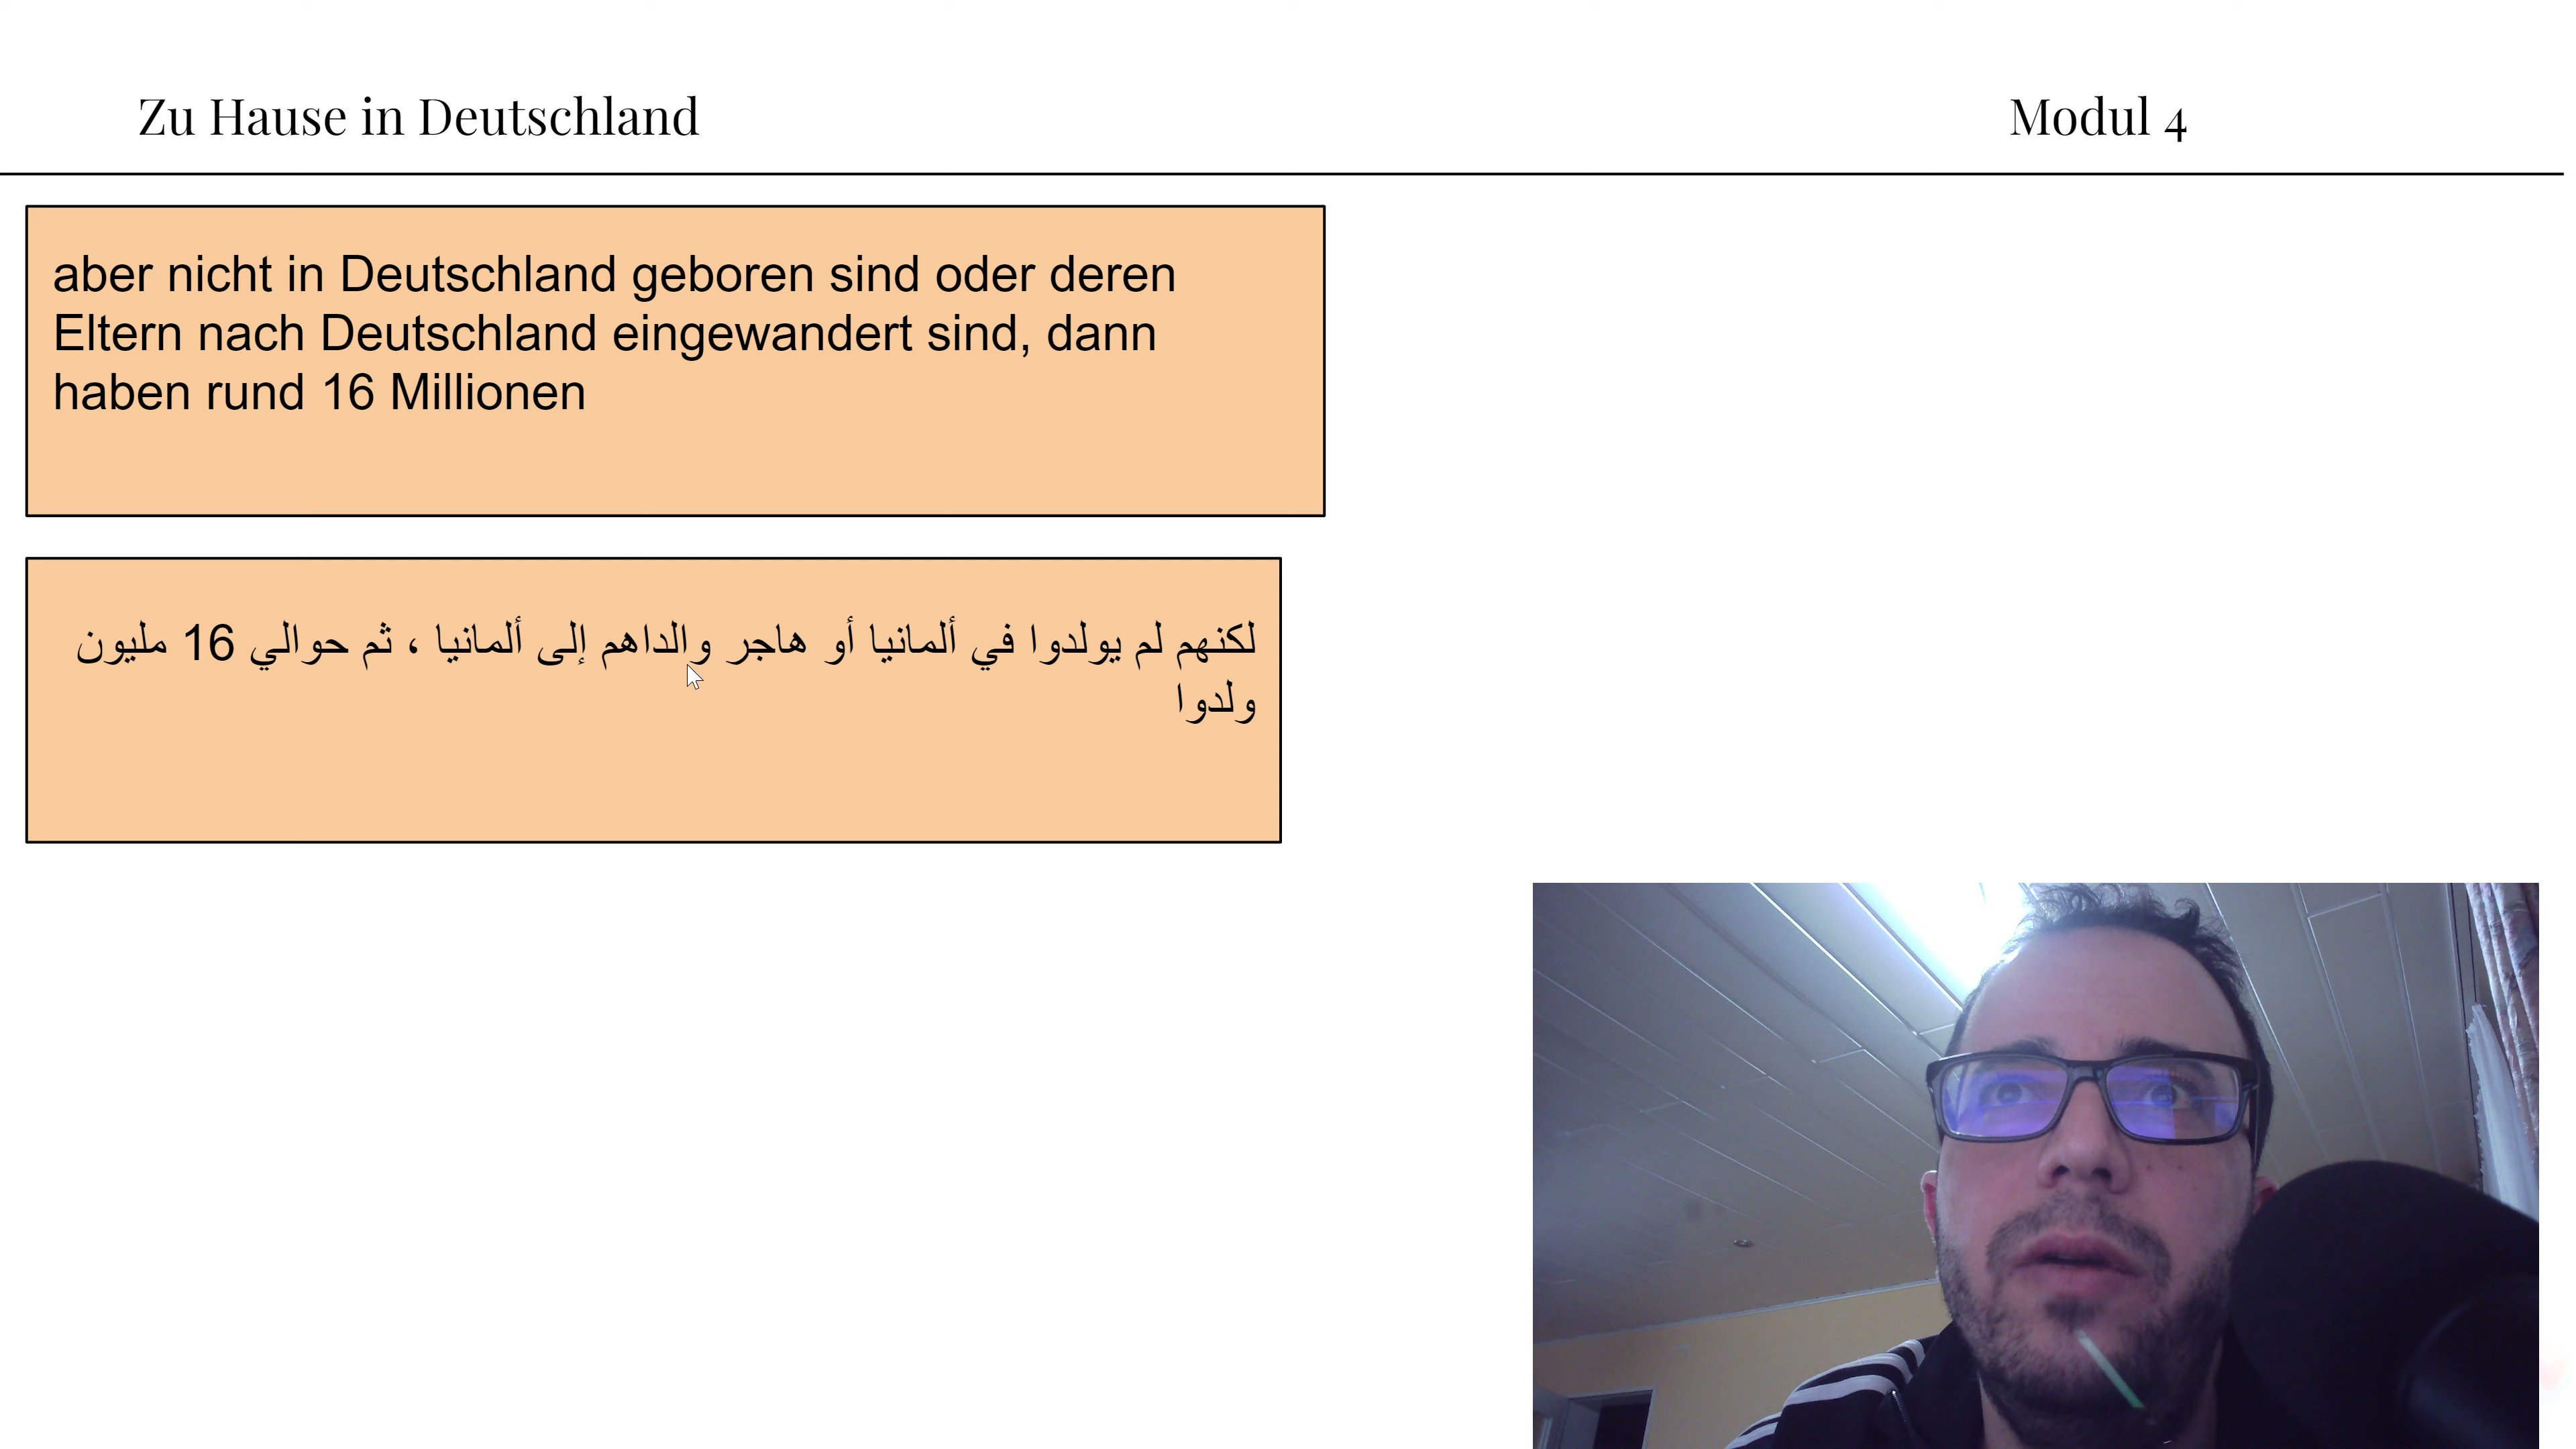 Zu Hause in Deutschland
Modul 4
aber nicht in Deutschland geboren sind oder deren
Eltern nach Deutschland eingewandert sind, dann
haben rund 16 Millionen
لكنهم لم يولدوا في ألمانيا أو هاجر والداهم إلى ألمانيا ، ثم حوالي 16 مليون
ولدوا